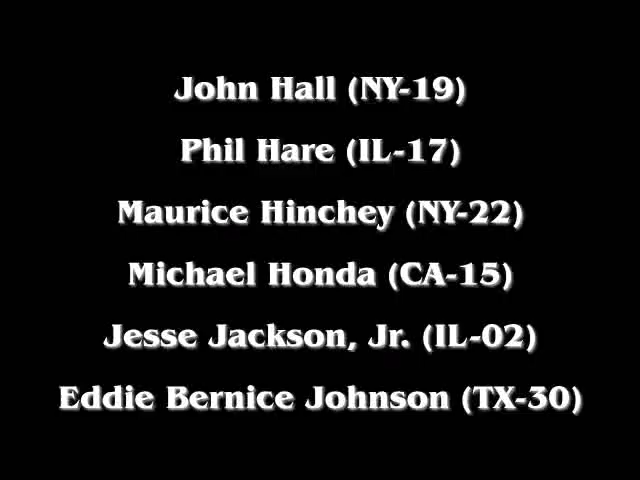 John Hall (NY-19)
Phil Hare (IL-17)
Maurice Hinchey (NY-22)
Michael Honda (CA-15)
Jesse Jackson, Jr. (IL-02)
Eddie Bernice Johnson (TX-30)